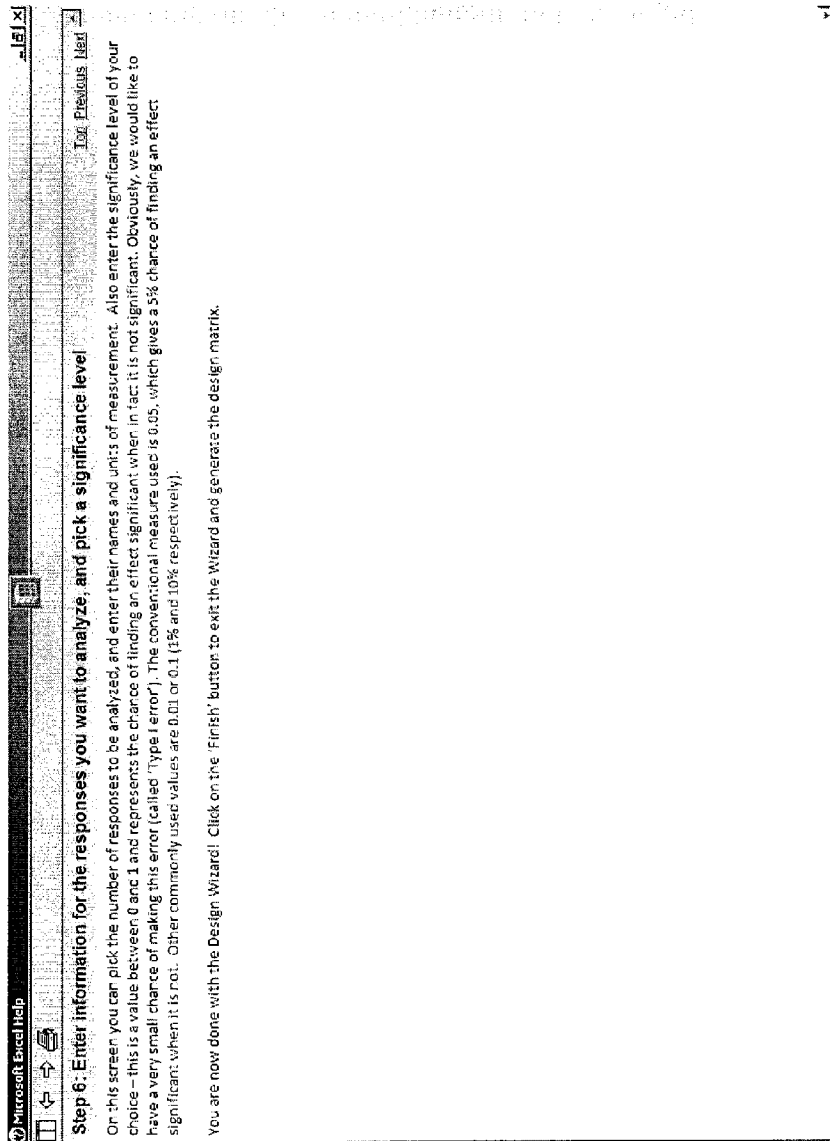 Microsoft Excel Help
Top Previous Next
Step 6: Enter information for the responses you want to analyze, and pick a significance level
On this screen you can pick the number of responses to be analyzed, and enter their names and units of measurement. Also enter the significance level of your
choice – this is a value between 0 and 1 and represents the chance of finding an effect significant when in fact it is not significant. Obviously, we would like to
have a very small chance of making this error (called 'Type I error'). The conventional measure used is 0.05, which gives a 5% chance of finding an effect
significant when it is not. Other commonly used values are 0.01 or 0.1 (1% and 10% respectively).
You are now done with the Design Wizard! Click on the 'Finish' button to exit the Wizard and generate the design matrix.